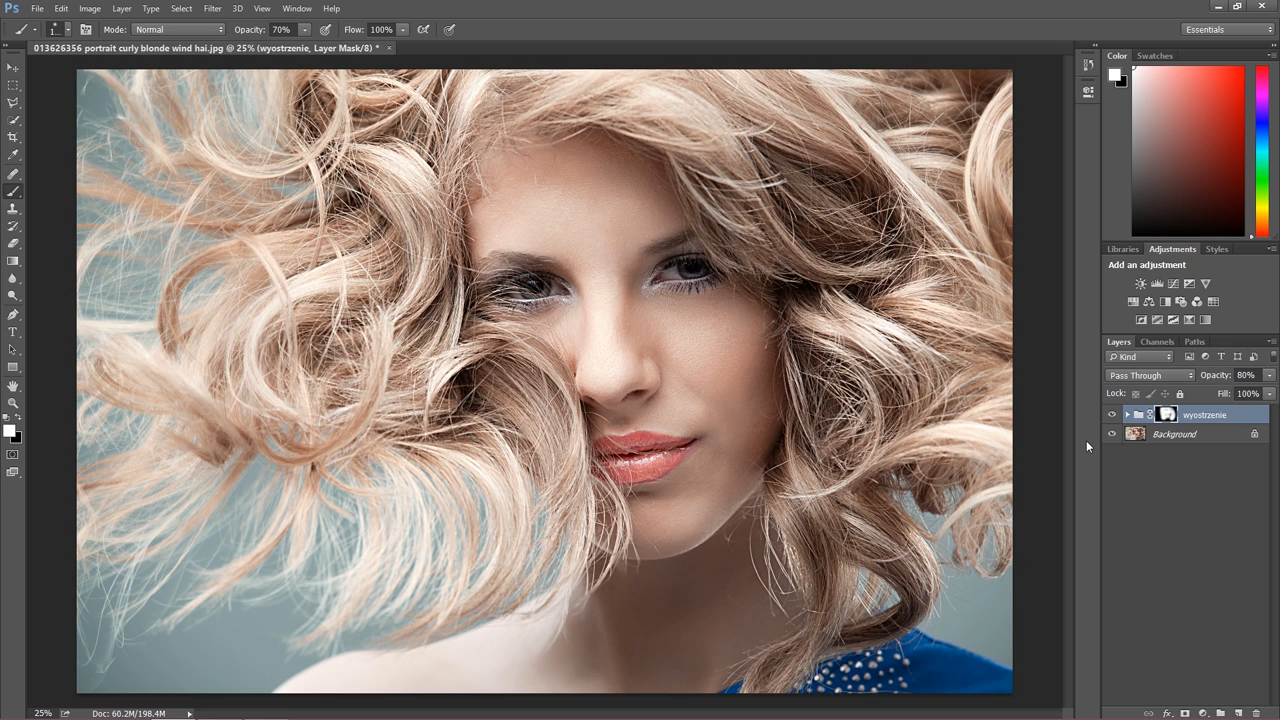 Ps File Edit Image Layer Type Select Filter 3D View Window Help
Mode: Normal Opacity: 70% Flow: 100% Essentials
013626356 portrait curly blonde wind hai.jpg @ 25% (wyostrzenie, Layer Mask/8) * ×
Color Swatches
Libraries Adjustments Styles
Add an adjustment
Layers Channels Paths
Kind
Pass Through Opacity: 80%
Lock: Fill: 100%
wyostrzenie
Background
25% Doc: 60.2M/198.4M
fx